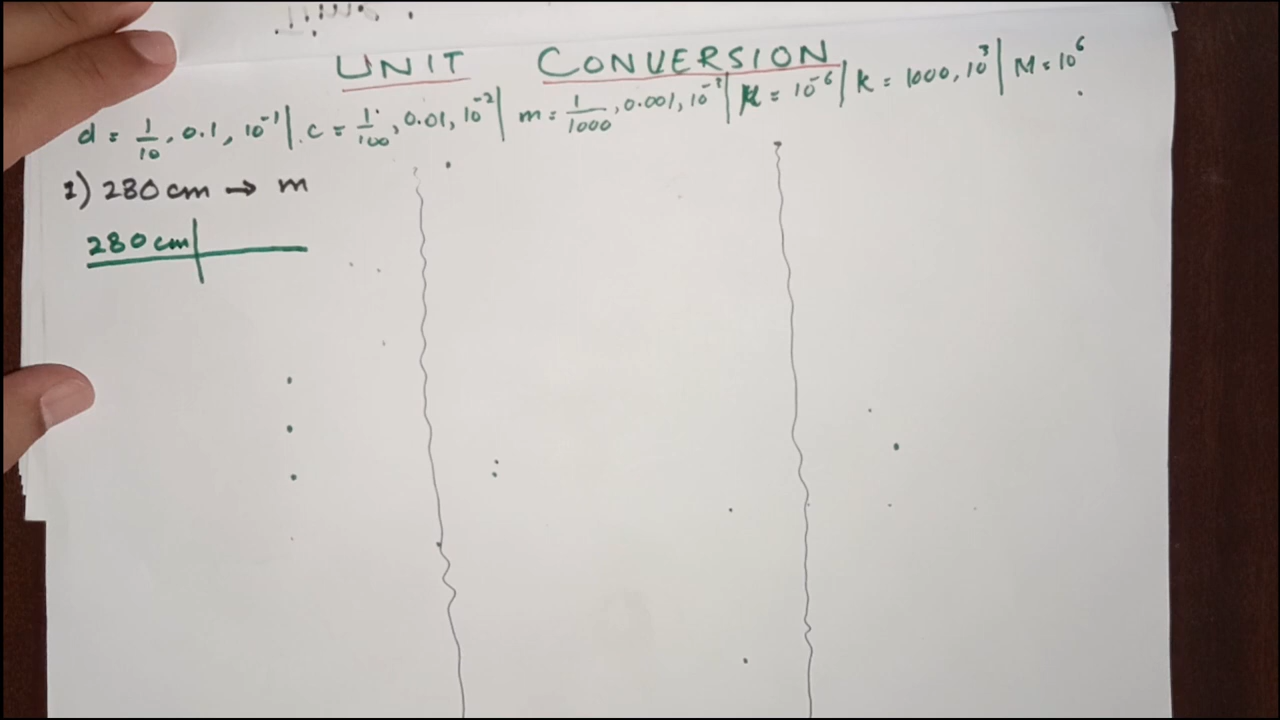 UNIT CONVERSION
d = 1/10, 0.1, 10⁻¹ | c = 1/100, 0.01, 10⁻² | m = 1/1000, 0.001, 10⁻³ | µ = 10⁻⁶ | k = 1000, 10³ | M = 10⁶
1) 280 cm → m
280 cm